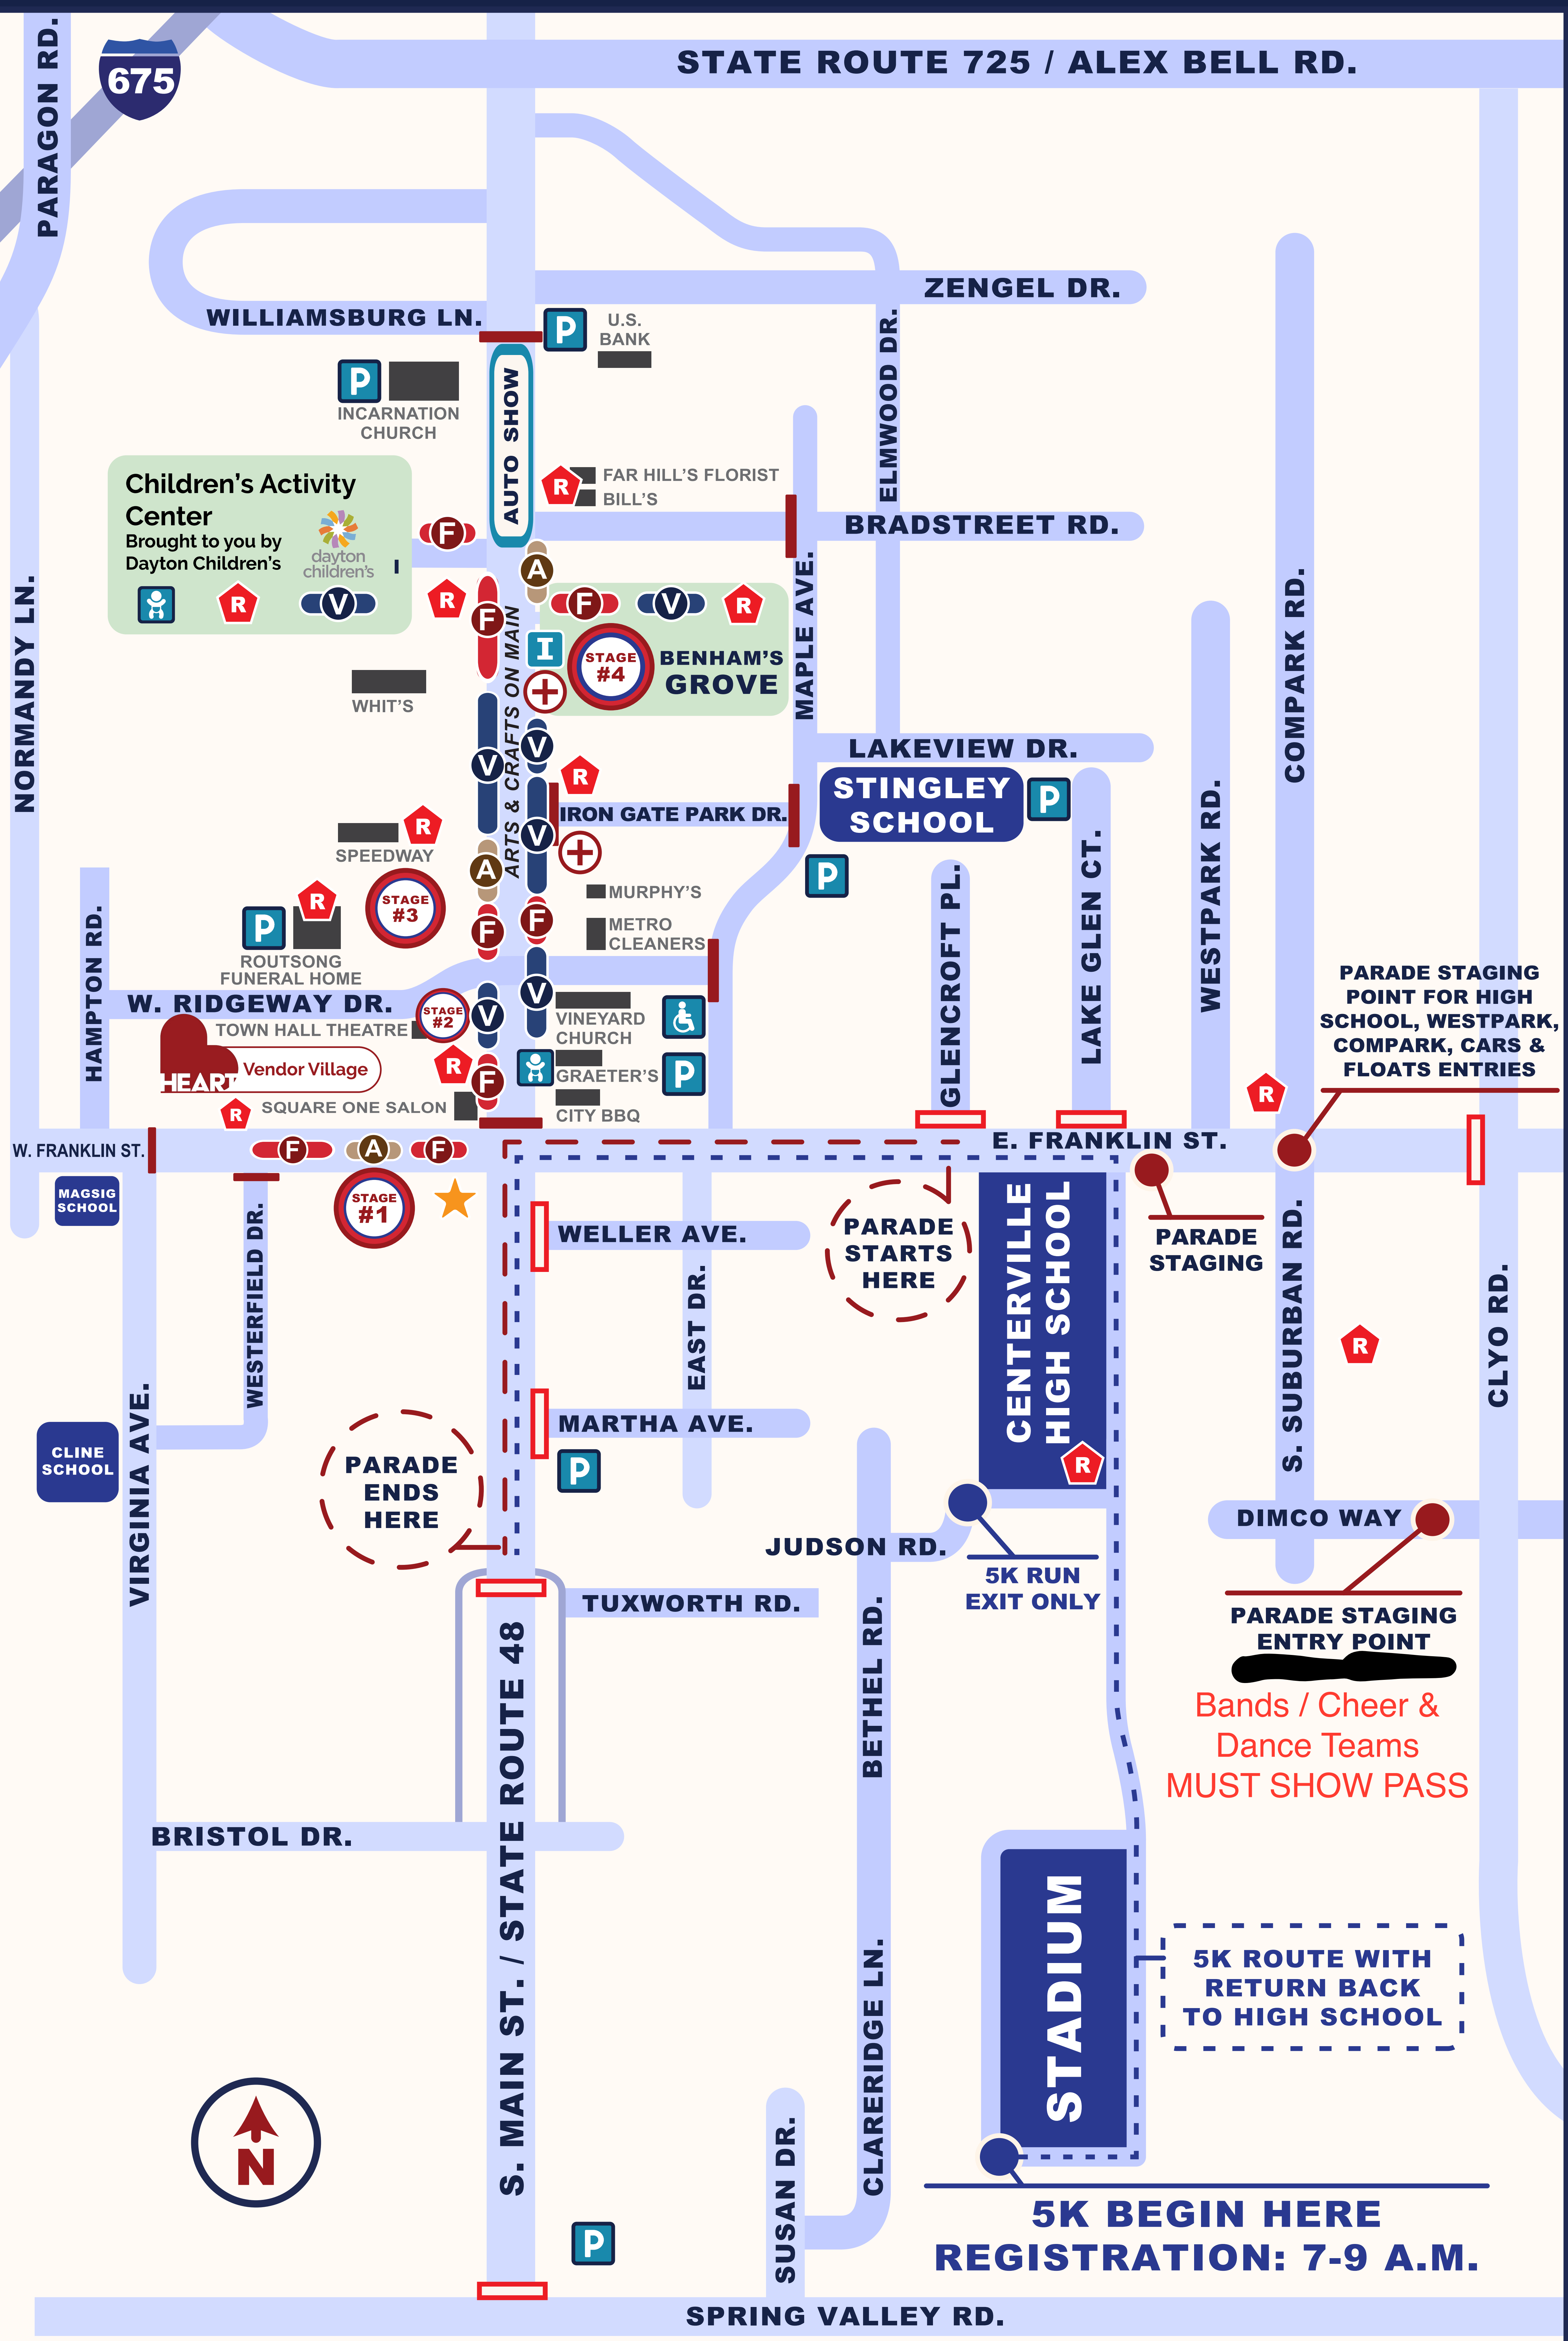 STATE ROUTE 725 / ALEX BELL RD.
PARAGON RD.
675
ZENGEL DR.
WILLIAMSBURG LN.
P
U.S.
BANK
ELMWOOD DR.
P
INCARNATION
CHURCH
AUTO SHOW
R
FAR HILL'S FLORIST
BILL'S
BRADSTREET RD.
Children's Activity
Center
Brought to you by
Dayton Children's
dayton
children's
R
V
F
R
A
F
ARTS & CRAFTS ON MAIN
F
V
R
I
STAGE
#4
BENHAM'S
GROVE
MAPLE AVE.
NORMANDY LN.
COMPARK RD.
WHIT'S
V
V
R
LAKEVIEW DR.
STINGLEY
SCHOOL
P
IRON GATE PARK DR.
V
R
SPEEDWAY
A
P
MURPHY'S
METRO
CLEANERS
STAGE
#3
F
F
R
P
ROUTSONG
FUNERAL HOME
HAMPTON RD.
W. RIDGEWAY DR.
GLENCROFT PL.
LAKE GLEN CT.
WESTPARK RD.
PARADE STAGING
POINT FOR HIGH
SCHOOL, WESTPARK,
COMPARK, CARS &
FLOATS ENTRIES
STAGE
#2
V
V
TOWN HALL THEATRE
VINEYARD
CHURCH
HEART
Vendor Village
R
F
GRAETER'S
P
R
SQUARE ONE SALON
CITY BBQ
R
W. FRANKLIN ST.
F
A
F
E. FRANKLIN ST.
MAGSIG
SCHOOL
STAGE
#1
WELLER AVE.
PARADE
STARTS
HERE
CENTERVILLE
HIGH SCHOOL
R
PARADE
STAGING
S. SUBURBAN RD.
R
CLYO RD.
WESTERFIELD DR.
EAST DR.
MARTHA AVE.
P
CLINE
SCHOOL
VIRGINIA AVE.
PARADE
ENDS
HERE
JUDSON RD.
5K RUN
EXIT ONLY
DIMCO WAY
PARADE STAGING
ENTRY POINT
Bands / Cheer &
Dance Teams
MUST SHOW PASS
TUXWORTH RD.
BETHEL RD.
S. MAIN ST. / STATE ROUTE 48
BRISTOL DR.
STADIUM
5K ROUTE WITH
RETURN BACK
TO HIGH SCHOOL
CLARERIDGE LN.
SUSAN DR.
N
P
5K BEGIN HERE
REGISTRATION: 7-9 A.M.
SPRING VALLEY RD.